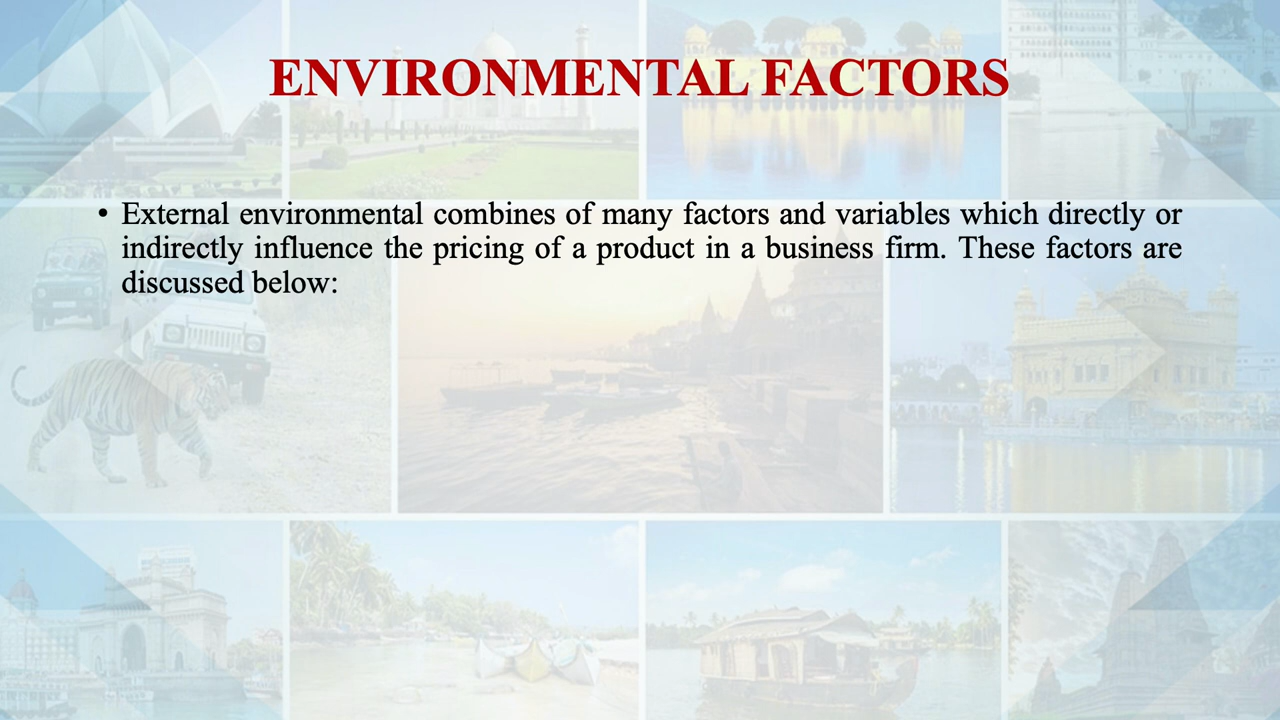 ENVIRONMENTAL FACTORS
• External environmental combines of many factors and variables which directly or
indirectly influence the pricing of a product in a business firm. These factors are
discussed below: